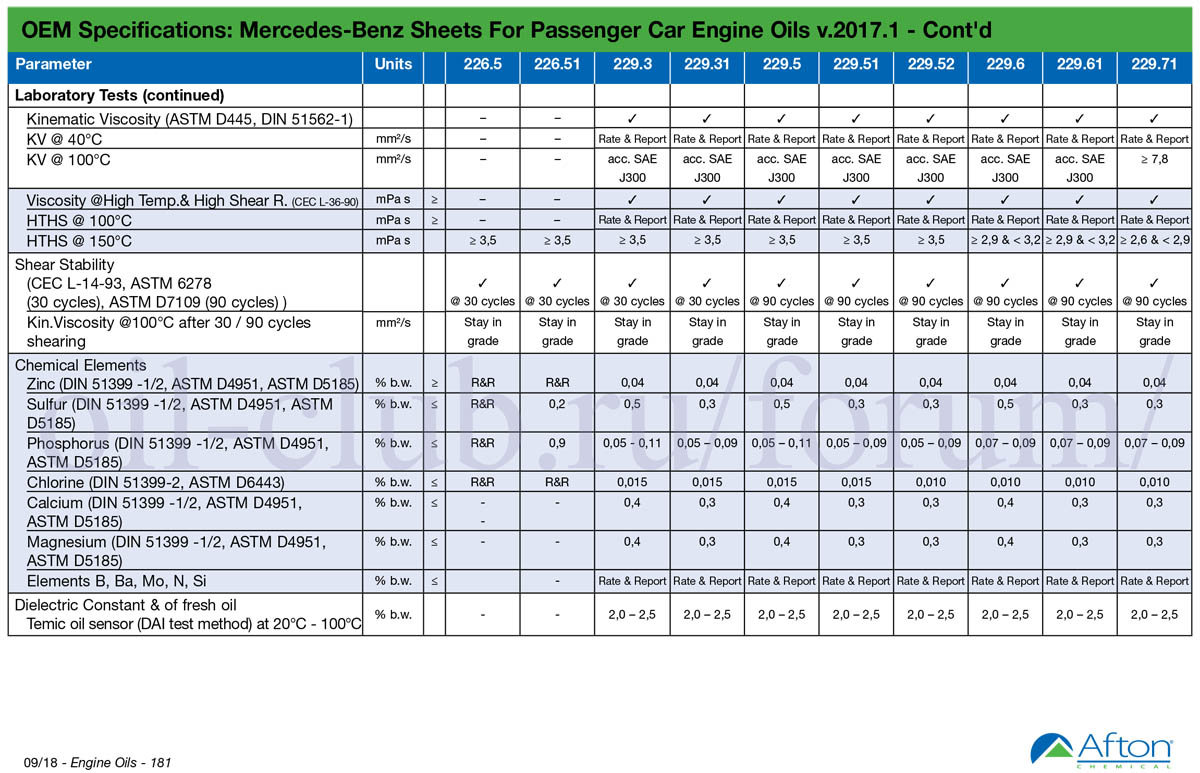 OEM Specifications: Mercedes-Benz Sheets For Passenger Car Engine Oils v.2017.1 - Cont'd
Parameter Units 226.5 226.51 229.3 229.31 229.5 229.51 229.52 229.6 229.61 229.71
Laboratory Tests (continued)
Kinematic Viscosity (ASTM D445, DIN 51562-1) – – ✓ ✓ ✓ ✓ ✓ ✓ ✓ ✓
KV @ 40°C mm²/s – – Rate & Report Rate & Report Rate & Report Rate & Report Rate & Report Rate & Report Rate & Report Rate & Report
KV @ 100°C mm²/s – – acc. SAE acc. SAE acc. SAE acc. SAE acc. SAE acc. SAE acc. SAE ≥ 7,8
J300 J300 J300 J300 J300 J300 J300
Viscosity @High Temp.& High Shear R. (CEC L-36-90) mPa s ≥ – – ✓ ✓ ✓ ✓ ✓ ✓ ✓ ✓
HTHS @ 100°C mPa s ≥ – – Rate & Report Rate & Report Rate & Report Rate & Report Rate & Report Rate & Report Rate & Report Rate & Report
HTHS @ 150°C mPa s ≥ 3,5 ≥ 3,5 ≥ 3,5 ≥ 3,5 ≥ 3,5 ≥ 3,5 ≥ 3,5 ≥ 2,9 & < 3,2 ≥ 2,9 & < 3,2 ≥ 2,6 & < 2,9
Shear Stability
(CEC L-14-93, ASTM 6278 ✓ ✓ ✓ ✓ ✓ ✓ ✓ ✓ ✓ ✓
(30 cycles), ASTM D7109 (90 cycles) ) @ 30 cycles @ 30 cycles @ 30 cycles @ 30 cycles @ 90 cycles @ 90 cycles @ 90 cycles @ 90 cycles @ 90 cycles @ 90 cycles
Kin.Viscosity @100°C after 30 / 90 cycles mm²/s Stay in Stay in Stay in Stay in Stay in Stay in Stay in Stay in Stay in Stay in
shearing grade grade grade grade grade grade grade grade grade grade
Chemical Elements
Zinc (DIN 51399 -1/2, ASTM D4951, ASTM D5185) % b.w. ≥ R&R R&R 0,04 0,04 0,04 0,04 0,04 0,04 0,04 0,04
Sulfur (DIN 51399 -1/2, ASTM D4951, ASTM % b.w. ≤ R&R 0,2 0,5 0,3 0,5 0,3 0,3 0,5 0,3 0,3
D5185)
Phosphorus (DIN 51399 -1/2, ASTM D4951, % b.w. ≤ R&R 0,9 0,05 - 0,11 0,05 – 0,09 0,05 – 0,11 0,05 – 0,09 0,05 – 0,09 0,07 – 0,09 0,07 – 0,09 0,07 – 0,09
ASTM D5185)
Chlorine (DIN 51399-2, ASTM D6443) % b.w. ≤ R&R R&R 0,015 0,015 0,015 0,015 0,010 0,010 0,010 0,010
Calcium (DIN 51399 -1/2, ASTM D4951, % b.w. ≤ - - 0,4 0,3 0,4 0,3 0,3 0,4 0,3 0,3
ASTM D5185) -
Magnesium (DIN 51399 -1/2, ASTM D4951, % b.w. ≤ - - 0,4 0,3 0,4 0,3 0,3 0,4 0,3 0,3
ASTM D5185)
Elements B, Ba, Mo, N, Si % b.w. ≤ - Rate & Report Rate & Report Rate & Report Rate & Report Rate & Report Rate & Report Rate & Report Rate & Report
Dielectric Constant & of fresh oil
Temic oil sensor (DAI test method) at 20°C - 100°C % b.w. - - 2,0 – 2,5 2,0 – 2,5 2,0 – 2,5 2,0 – 2,5 2,0 – 2,5 2,0 – 2,5 2,0 – 2,5 2,0 – 2,5
oil-club.ru/forum/
09/18 - Engine Oils - 181
Afton
CHEMICAL